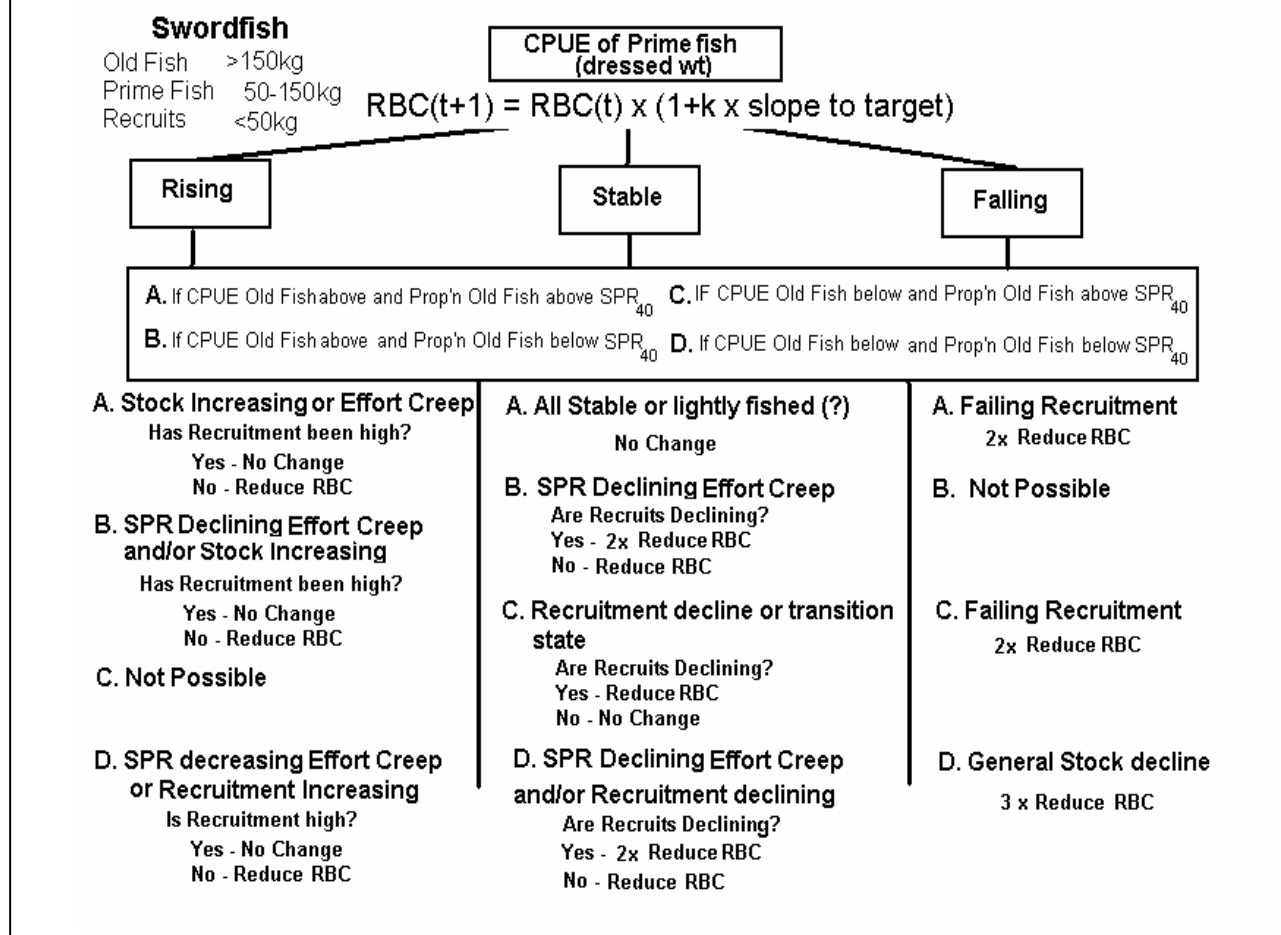 Swordfish
Old Fish >150kg
Prime Fish 50-150kg
Recruits <50kg
CPUE of Prime fish
(dressed wt)
RBC(t+1) = RBC(t) x (1+k x slope to target)
Rising
Stable
Falling
A. If CPUE Old Fish above and Prop'n Old Fish above SPR40
B. If CPUE Old Fish above and Prop'n Old Fish below SPR40
C. IF CPUE Old Fish below and Prop'n Old Fish above SPR40
D. If CPUE Old Fish below and Prop'n Old Fish below SPR40
A. Stock Increasing or Effort Creep
Has Recruitment been high?
Yes - No Change
No - Reduce RBC
B. SPR Declining Effort Creep
and/or Stock Increasing
Has Recruitment been high?
Yes - No Change
No - Reduce RBC
C. Not Possible
D. SPR decreasing Effort Creep
or Recruitment Increasing
Is Recruitment high?
Yes - No Change
No - Reduce RBC
A. All Stable or lightly fished (?)
No Change
B. SPR Declining Effort Creep
Are Recruits Declining?
Yes - 2x Reduce RBC
No - Reduce RBC
C. Recruitment decline or transition
state
Are Recruits Declining?
Yes - Reduce RBC
No - No Change
D. SPR Declining Effort Creep
and/or Recruitment declining
Are Recruits Declining?
Yes - 2x Reduce RBC
No - Reduce RBC
A. Failing Recruitment
2x Reduce RBC
B. Not Possible
C. Failing Recruitment
2x Reduce RBC
D. General Stock decline
3 x Reduce RBC